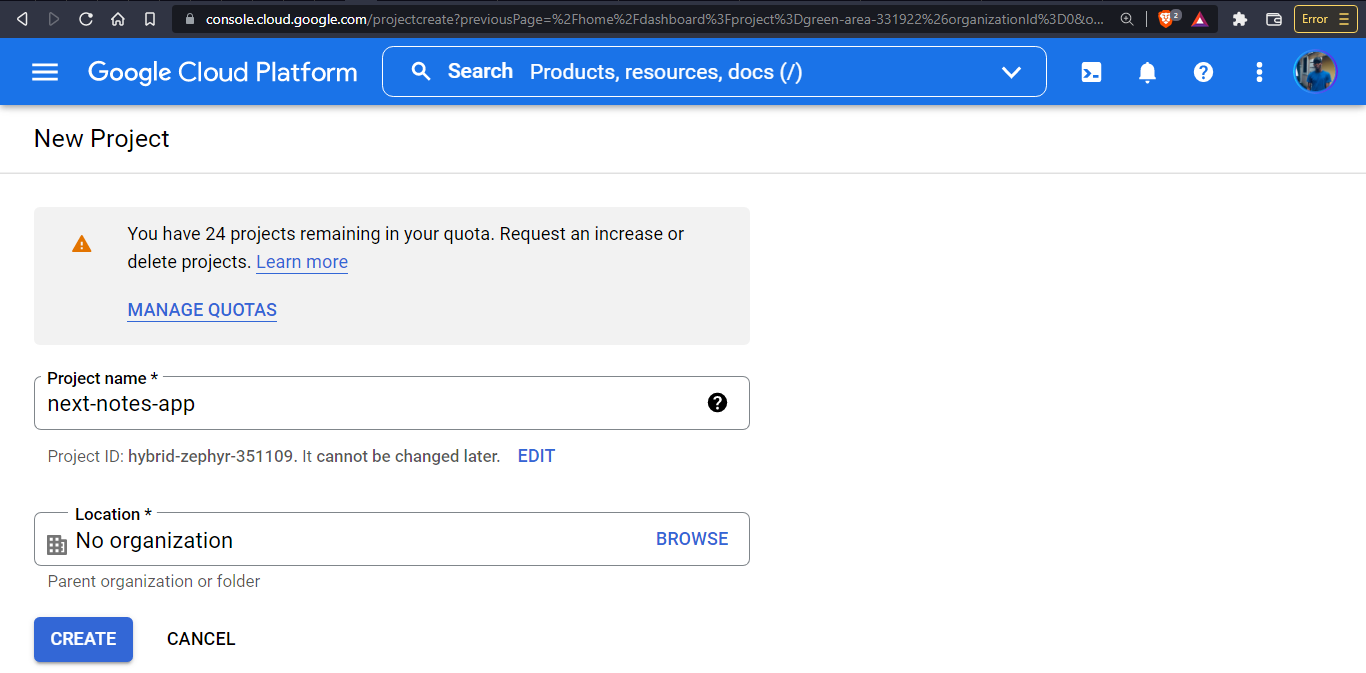 console.cloud.google.com/projectcreate?previousPage=%2Fhome%2Fdashboard%3Fproject%3Dgreen-area-331922%26organizationId%3D0&o...
2
Error
Google Cloud Platform
Search Products, resources, docs (/)
New Project
You have 24 projects remaining in your quota. Request an increase or
delete projects. Learn more
MANAGE QUOTAS
Project name *
next-notes-app
Project ID: hybrid-zephyr-351109. It cannot be changed later. EDIT
Location *
No organization BROWSE
Parent organization or folder
CREATE CANCEL